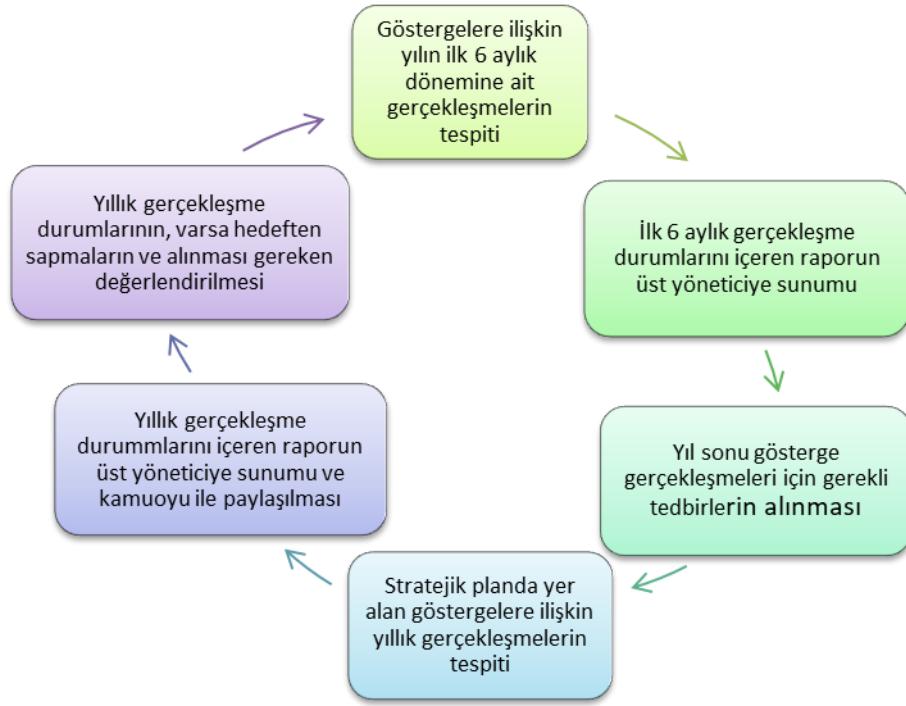 Göstergelere ilişkin
yılın ilk 6 aylık
dönemine ait
gerçekleşmelerin
tespiti
İlk 6 aylık gerçekleşme
durumlarını içeren raporun
üst yöneticiye sunumu
Yıl sonu gösterge
gerçekleşmeleri için gerekli
tedbirlerin alınması
Stratejik planda yer
alan göstergelere ilişkin
yıllık gerçekleşmelerin
tespiti
Yıllık gerçekleşme
durummlarını içeren raporun
üst yöneticiye sunumu ve
kamuoyu ile paylaşılması
Yıllık gerçekleşme
durumlarının, varsa hedeften
sapmaların ve alınması gereken
değerlendirilmesi